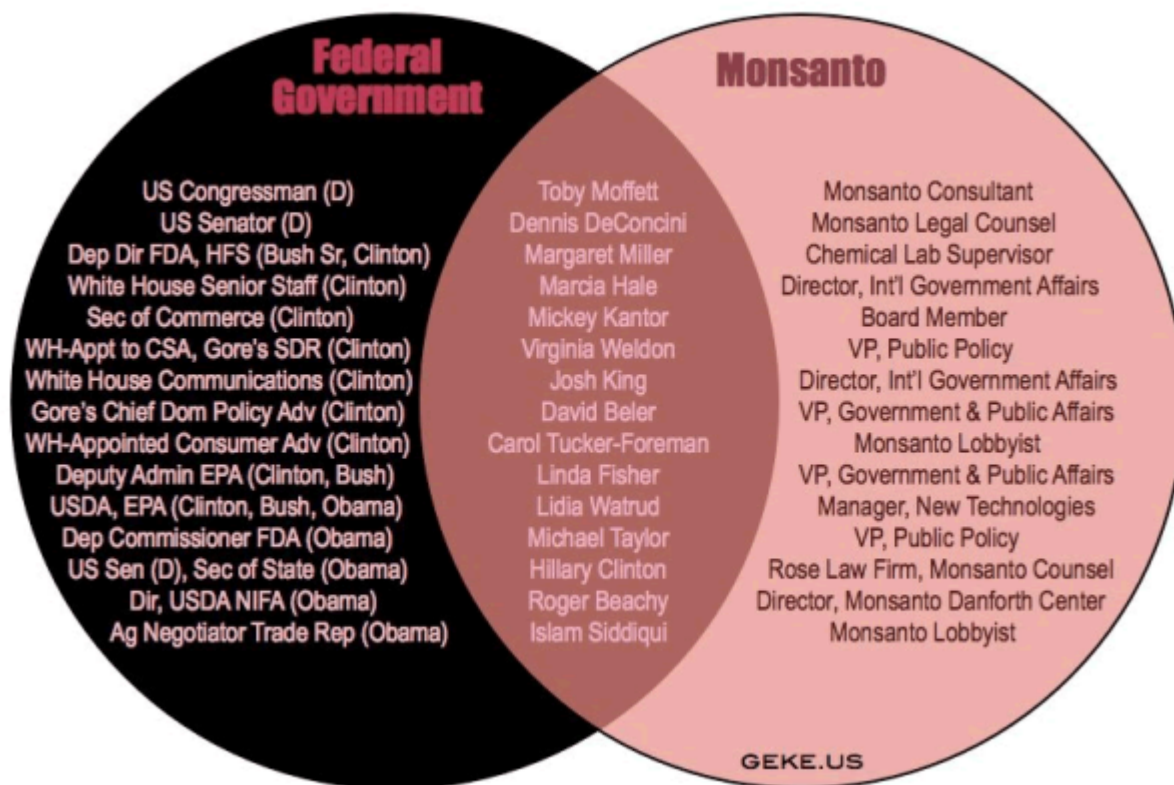 Federal
Government
Monsanto
US Congressman (D) Toby Moffett Monsanto Consultant
US Senator (D) Dennis DeConcini Monsanto Legal Counsel
Dep Dir FDA, HFS (Bush Sr, Clinton) Margaret Miller Chemical Lab Supervisor
White House Senior Staff (Clinton) Marcia Hale Director, Int'l Government Affairs
Sec of Commerce (Clinton) Mickey Kantor Board Member
WH-Appt to CSA, Gore's SDR (Clinton) Virginia Weldon VP, Public Policy
White House Communications (Clinton) Josh King Director, Int'l Government Affairs
Gore's Chief Dom Policy Adv (Clinton) David Beler VP, Government & Public Affairs
WH-Appointed Consumer Adv (Clinton) Carol Tucker-Foreman Monsanto Lobbyist
Deputy Admin EPA (Clinton, Bush) Linda Fisher VP, Government & Public Affairs
USDA, EPA (Clinton, Bush, Obama) Lidia Watrud Manager, New Technologies
Dep Commissioner FDA (Obama) Michael Taylor VP, Public Policy
US Sen (D), Sec of State (Obama) Hillary Clinton Rose Law Firm, Monsanto Counsel
Dir, USDA NIFA (Obama) Roger Beachy Director, Monsanto Danforth Center
Ag Negotiator Trade Rep (Obama) Islam Siddiqui Monsanto Lobbyist
GEKE.US